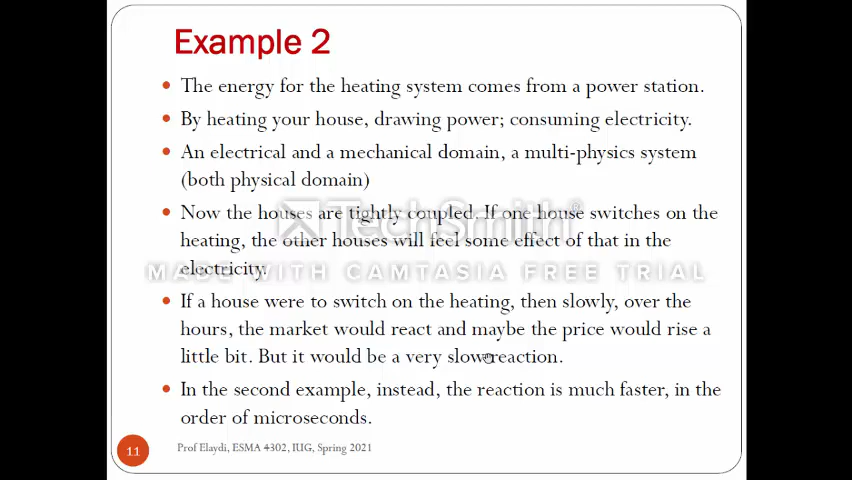 Example 2
The energy for the heating system comes from a power station.
By heating your house, drawing power; consuming electricity.
An electrical and a mechanical domain, a multi-physics system
(both physical domain)
Now the houses are tightly coupled. If one house switches on the
heating, the other houses will feel some effect of that in the
electricity.
TechSmith®
MADE WITH CAMTASIA FREE TRIAL
If a house were to switch on the heating, then slowly, over the
hours, the market would react and maybe the price would rise a
little bit. But it would be a very slow reaction.
In the second example, instead, the reaction is much faster, in the
order of microseconds.
11
Prof Elaydi, ESMA 4302, IUG, Spring 2021